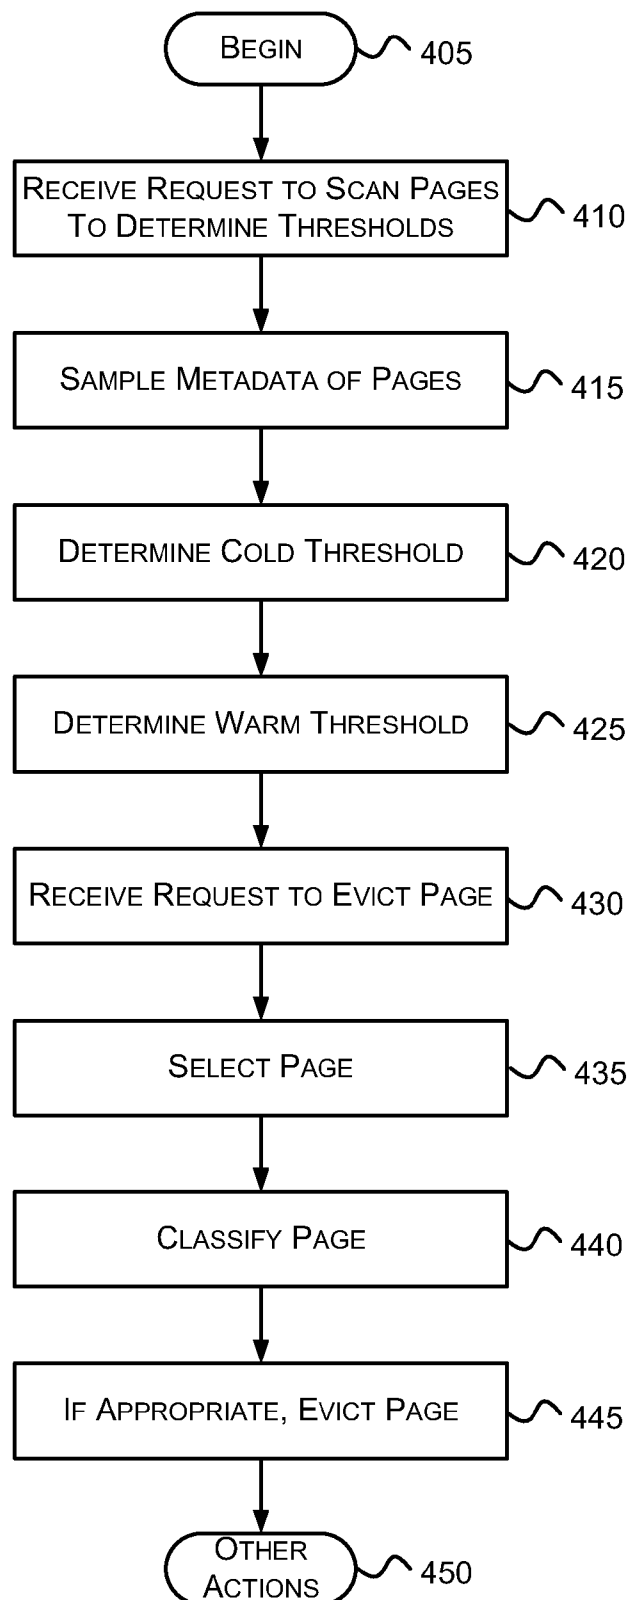 BEGIN
405
RECEIVE REQUEST TO SCAN PAGES
TO DETERMINE THRESHOLDS
410
SAMPLE METADATA OF PAGES
415
DETERMINE COLD THRESHOLD
420
DETERMINE WARM THRESHOLD
425
RECEIVE REQUEST TO EVICT PAGE
430
SELECT PAGE
435
CLASSIFY PAGE
440
IF APPROPRIATE, EVICT PAGE
445
OTHER
ACTIONS
450